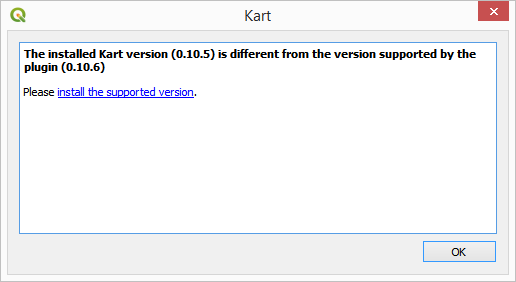 Kart
The installed Kart version (0.10.5) is different from the version supported by the
plugin (0.10.6)
Please install the supported version.
OK